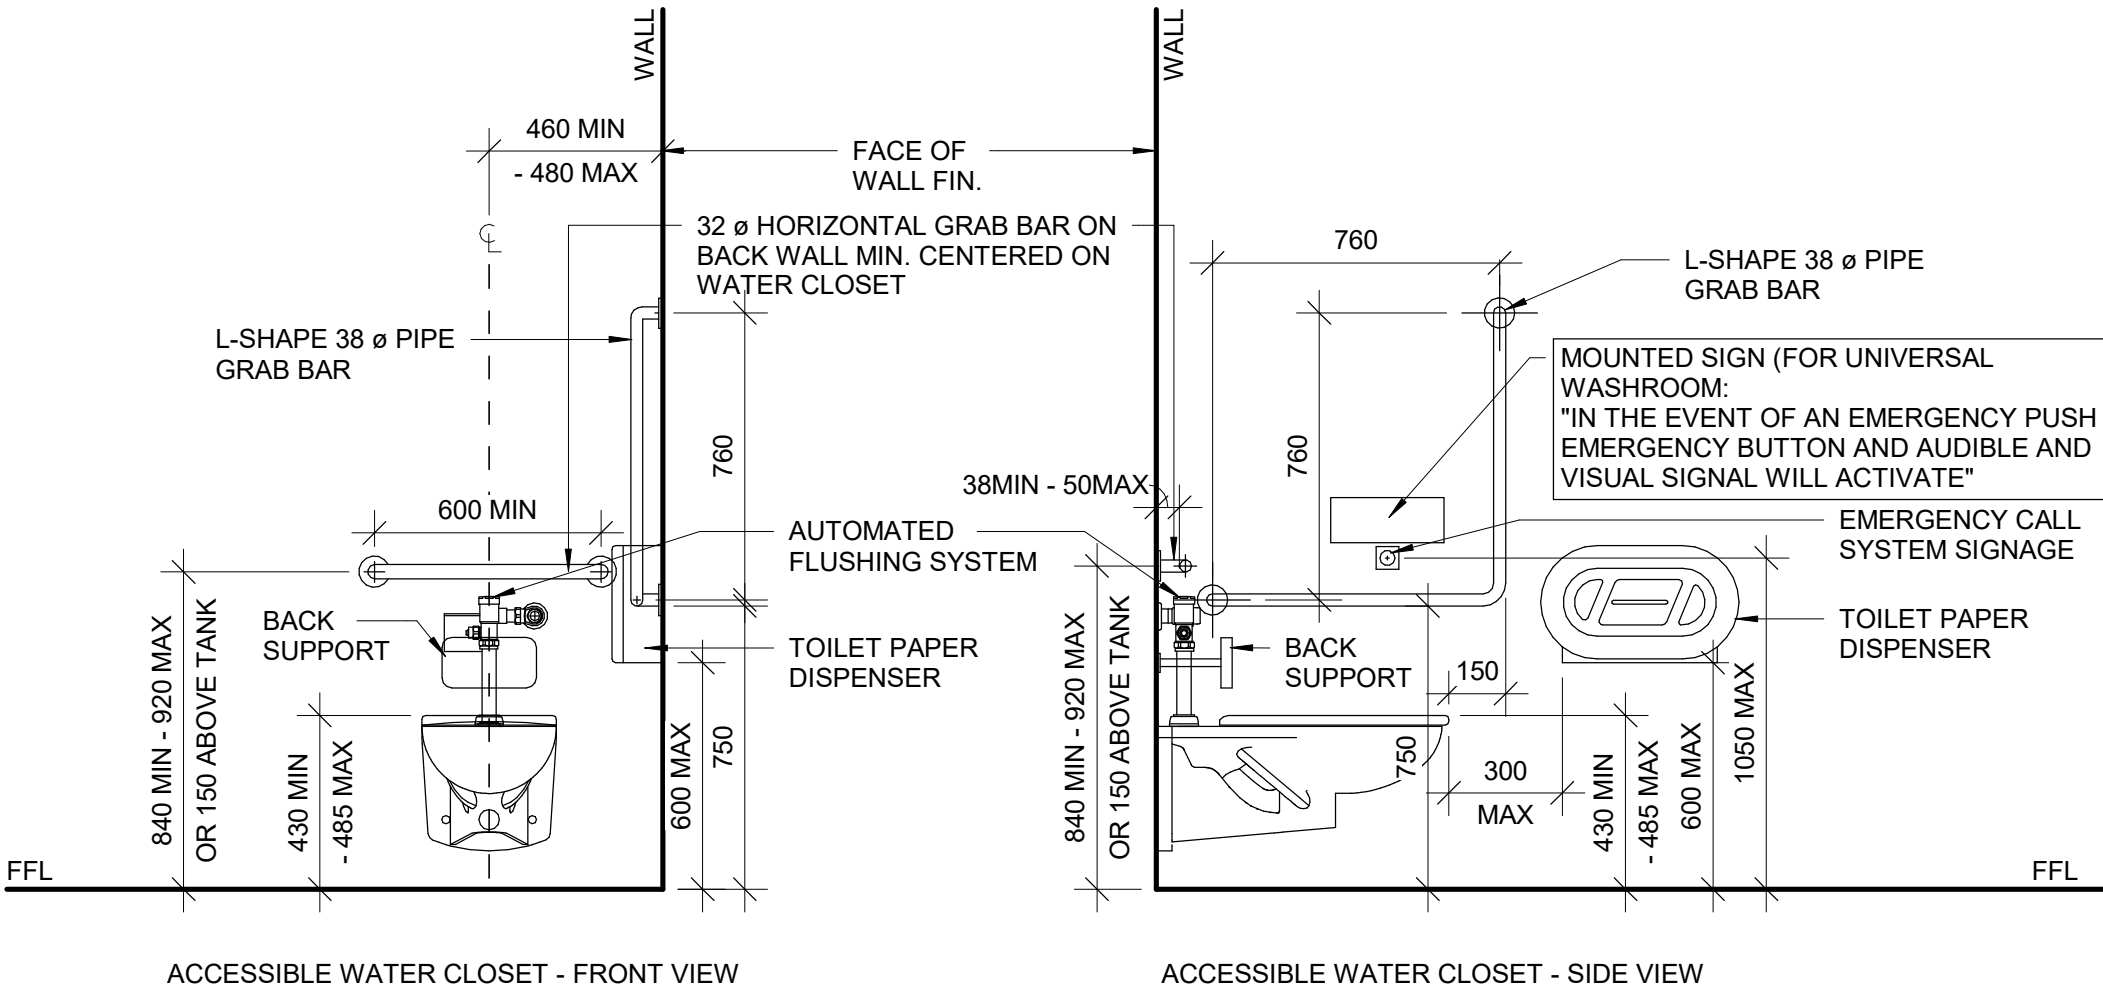 WALL
WALL
460 MIN
- 480 MAX
FACE OF
WALL FIN.
32 ø HORIZONTAL GRAB BAR ON
BACK WALL MIN. CENTERED ON
WATER CLOSET
CL
L-SHAPE 38 ø PIPE
GRAB BAR
760
600 MIN
AUTOMATED
FLUSHING SYSTEM
BACK
SUPPORT
TOILET PAPER
DISPENSER
840 MIN - 920 MAX
OR 150 ABOVE TANK
430 MIN
- 485 MAX
600 MAX
750
FFL
ACCESSIBLE WATER CLOSET - FRONT VIEW
760
L-SHAPE 38 ø PIPE
GRAB BAR
MOUNTED SIGN (FOR UNIVERSAL
WASHROOM:
"IN THE EVENT OF AN EMERGENCY PUSH
EMERGENCY BUTTON AND AUDIBLE AND
VISUAL SIGNAL WILL ACTIVATE"
760
38MIN - 50MAX
EMERGENCY CALL
SYSTEM SIGNAGE
TOILET PAPER
DISPENSER
BACK
SUPPORT
150
840 MIN - 920 MAX
OR 150 ABOVE TANK
750
300
MAX
430 MIN
- 485 MAX
600 MAX
1050 MAX
FFL
ACCESSIBLE WATER CLOSET - SIDE VIEW